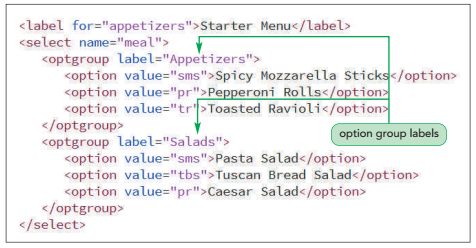 <label for="appetizers">Starter Menu</label>
<select name="meal">
<optgroup label="Appetizers">
<option value="sms">Spicy Mozzarella Sticks</option>
<option value="pr">Pepperoni Rolls</option>
<option value="tr">Toasted Ravioli</option>
</optgroup>
option group labels
<optgroup label="Salads">
<option value="sms">Pasta Salad</option>
<option value="tbs">Tuscan Bread Salad</option>
<option value="pr">Caesar Salad</option>
</optgroup>
</select>